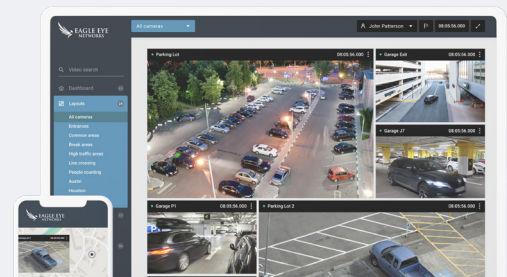 EAGLE EYE
NETWORKS
All cameras
John Patterson
08:05:56.000
Video search
Dashboard
Layouts
All cameras
Entrances
Common areas
Break areas
High traffic areas
Line crossing
People counting
Austin
Houston
Parking Lot
08:05:56.000
Garage Exit
08:05:56.000
Garage J7
08:05:56.000
Garage P1
08:05:56.000
Parking Lot 2
08:05:56.000
P
EAGLE EYE
NETWORKS